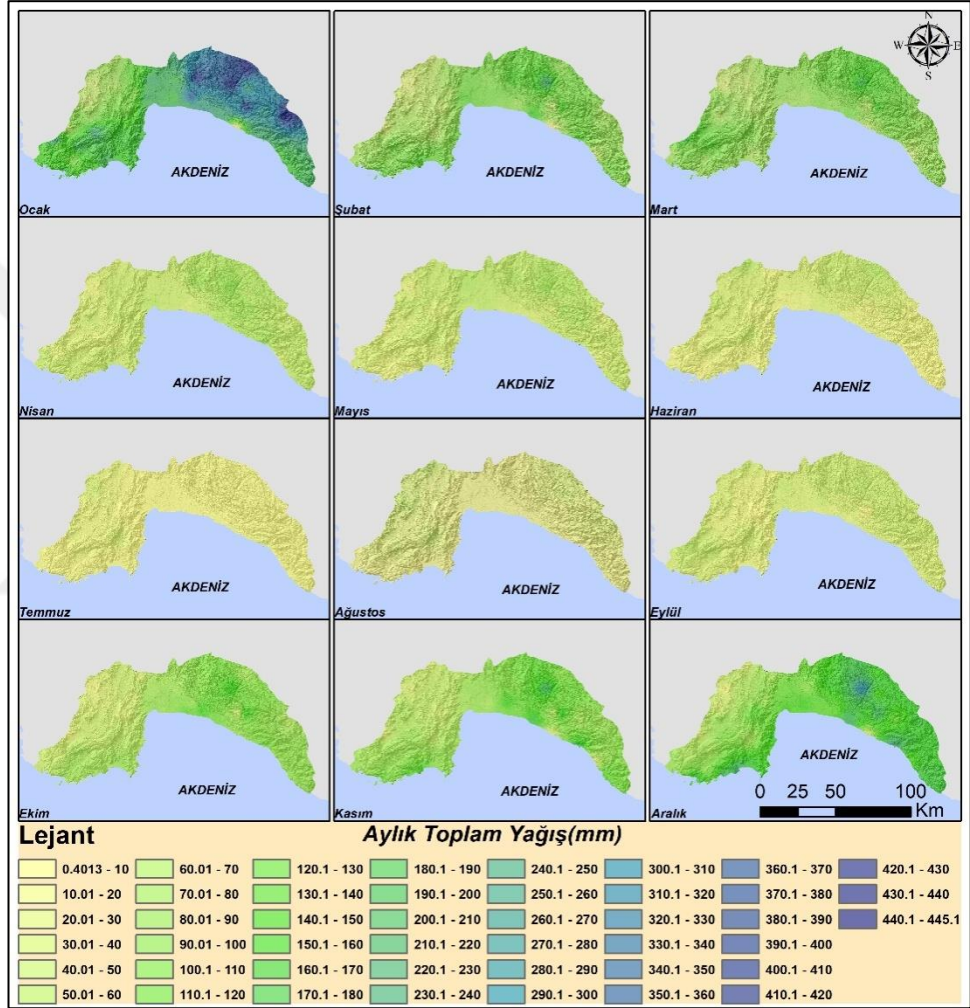 N
W E
S
AKDENİZ
AKDENİZ
AKDENİZ
Ocak
Şubat
Mart
AKDENİZ
AKDENİZ
AKDENİZ
Nisan
Mayıs
Haziran
AKDENİZ
AKDENİZ
AKDENİZ
Temmuz
Ağustos
Eylül
AKDENİZ
AKDENİZ
AKDENİZ
0 25 50 100
Km
Ekim
Kasım
Aralık
Lejant
Aylık Toplam Yağış(mm)
0.4013 - 10 60.01 - 70 120.1 - 130 180.1 - 190 240.1 - 250 300.1 - 310 360.1 - 370 420.1 - 430
10.01 - 20 70.01 - 80 130.1 - 140 190.1 - 200 250.1 - 260 310.1 - 320 370.1 - 380 430.1 - 440
20.01 - 30 80.01 - 90 140.1 - 150 200.1 - 210 260.1 - 270 320.1 - 330 380.1 - 390 440.1 - 445.1
30.01 - 40 90.01 - 100 150.1 - 160 210.1 - 220 270.1 - 280 330.1 - 340 390.1 - 400
40.01 - 50 100.1 - 110 160.1 - 170 220.1 - 230 280.1 - 290 340.1 - 350 400.1 - 410
50.01 - 60 110.1 - 120 170.1 - 180 230.1 - 240 290.1 - 300 350.1 - 360 410.1 - 420